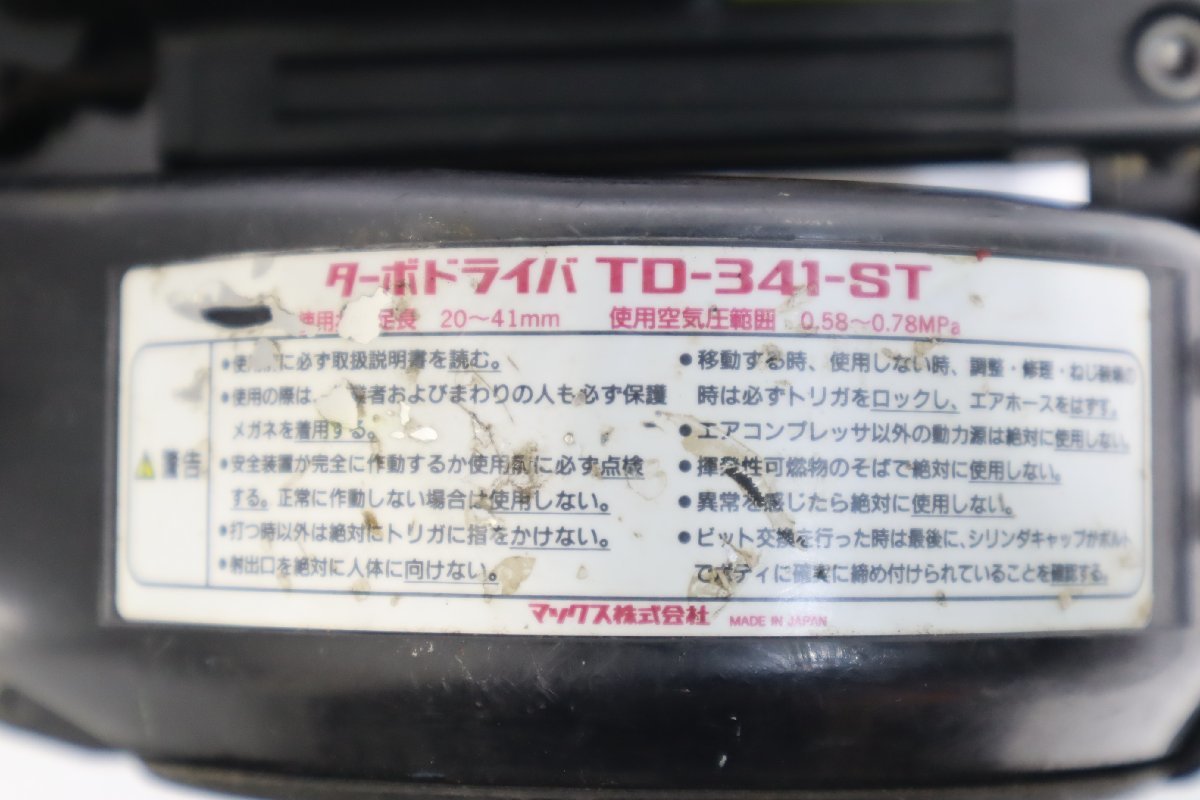 ターボドライバ TD-341-ST
使用 足長 20～41mm 使用空気圧範囲 0.58～0.78MPa
警告
•使用 に必ず取扱説明書を読む。
•使用の際は、 者およびまわりの人も必ず保護
メガネを着用する。
•安全装置が完全に作動するか使用前に必ず点検
する。正常に作動しない場合は使用しない。
•打つ時以外は絶対にトリガに指をかけない。
•射出口を絶対に人体に向けない。
•移動する時、使用しない時、調整・修理・ねじ装填の
時は必ずトリガをロックし、エアホースをはずす。
•エアコンプレッサ以外の動力源は絶対に使用しない。
•揮発性可燃物のそばで絶対に使用しない。
•異常を感じたら絶対に使用しない。
•ビット交換を行った時は最後に、シリンダキャップがボルト
でボディに確実に締め付けられていることを確認する。
マックス株式会社 MADE IN JAPAN